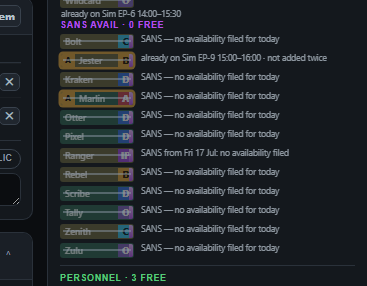 Wildcard
already on Sim EP-6 14:00–15:30
SANS AVAIL · 0 FREE
Bolt SANS — no availability filed for today
A Jester already on Sim EP-9 15:00–16:00 - not added twice
em
Kraken D SANS — no availability filed for today
A Marlin A SANS — no availability filed for today
Otter D SANS — no availability filed for today
Pixel D SANS — no availability filed for today
LIC
Ranger IP SANS from Fri 17 Jul: no availability filed
Rebel B SANS — no availability filed for today
Scribe D SANS — no availability filed for today
Tally O SANS — no availability filed for today
Zenith C SANS — no availability filed for today
Zulu O SANS — no availability filed for today
PERSONNEL · 3 FREE